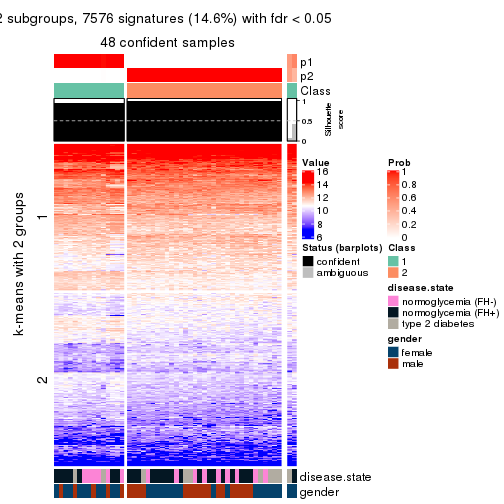 2 subgroups, 7576 signatures (14.6%) with fdr < 0.05
48 confident samples
p1
p2
Class
1
0.5
0
Silhouette
score
k-means with 2 groups
1
2
Value
16
14
12
10
8
6
Prob
1
0.8
0.6
0.4
0.2
0
Status (barplots)
confident
ambiguous
Class
1
2
disease.state
normoglycemia (FH-)
normoglycemia (FH+)
type 2 diabetes
gender
female
male
disease.state
gender